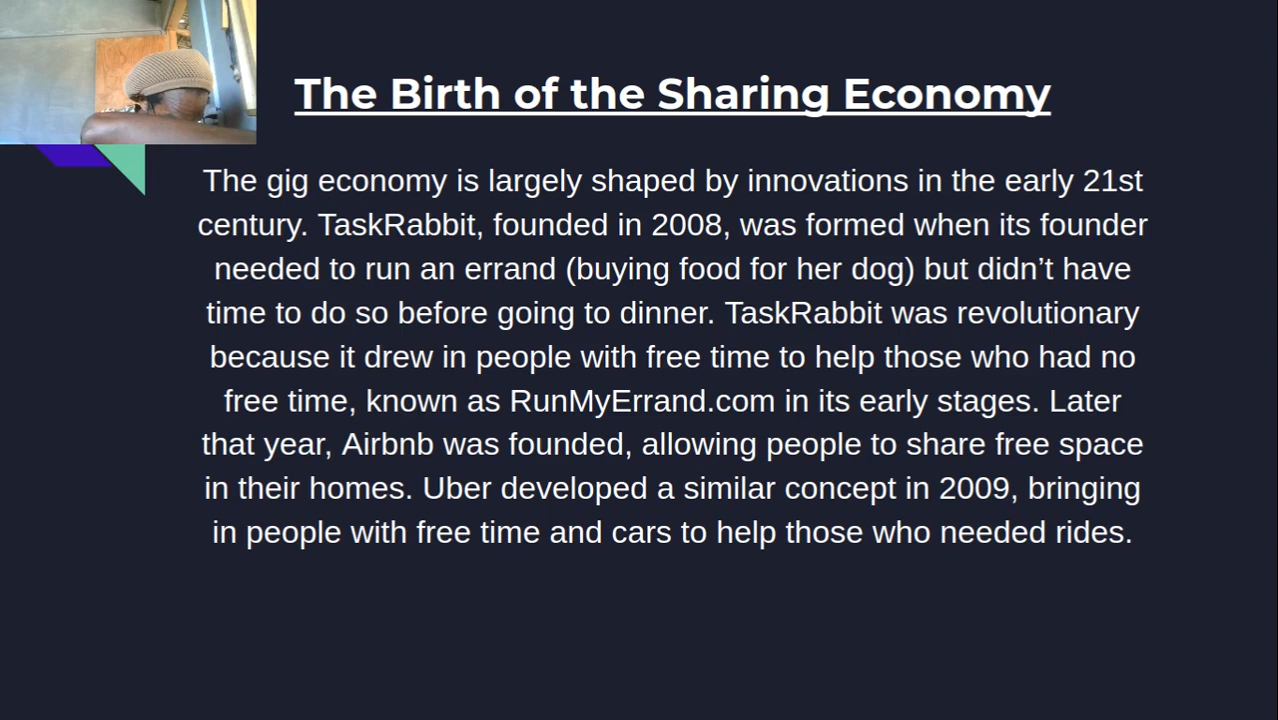 The Birth of the Sharing Economy
The gig economy is largely shaped by innovations in the early 21st
century. TaskRabbit, founded in 2008, was formed when its founder
needed to run an errand (buying food for her dog) but didn’t have
time to do so before going to dinner. TaskRabbit was revolutionary
because it drew in people with free time to help those who had no
free time, known as RunMyErrand.com in its early stages. Later
that year, Airbnb was founded, allowing people to share free space
in their homes. Uber developed a similar concept in 2009, bringing
in people with free time and cars to help those who needed rides.